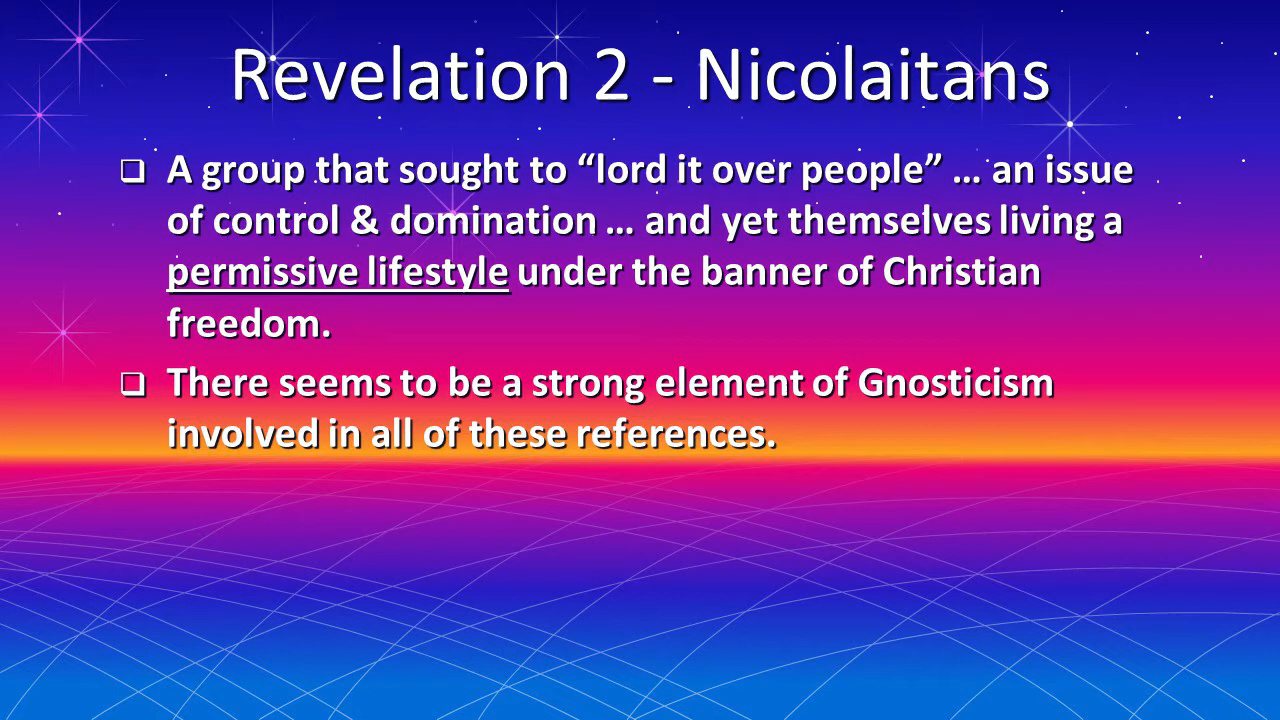 Revelation 2 - Nicolaitans
❑ A group that sought to “lord it over people” … an issue
of control & domination … and yet themselves living a
permissive lifestyle under the banner of Christian
freedom.
❑ There seems to be a strong element of Gnosticism
involved in all of these references.